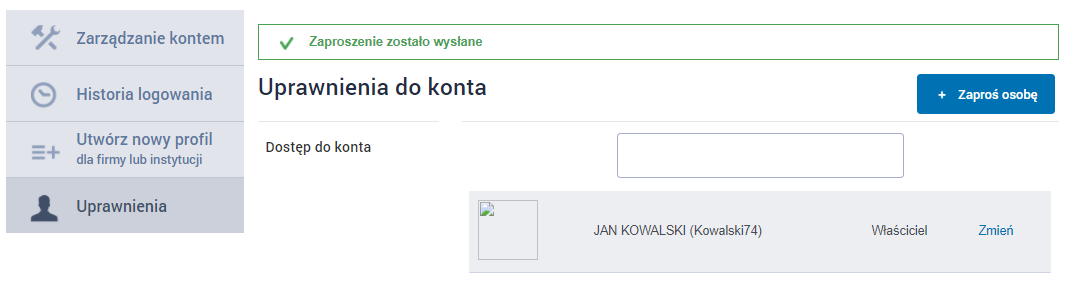 Zarządzanie kontem
Historia logowania
Utwórz nowy profil
dla firmy lub instytucji
Uprawnienia
Zaproszenie zostało wysłane
Uprawnienia do konta
+ Zaproś osobę
Dostęp do konta
JAN KOWALSKI (Kowalski74) Właściciel Zmień